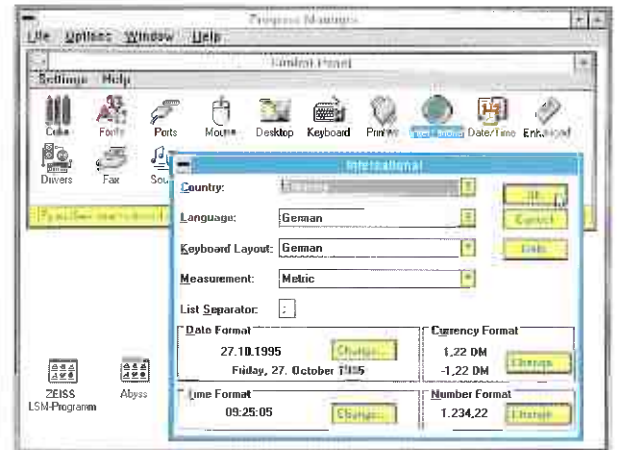 Program Manager
File Options Window Help
Control Panel
Settings Help
Color Fonts Ports Mouse Desktop Keyboard Printers International Date/Time Enhanced
Drivers Fax
International
Country:
Language: German
Keyboard Layout: German
Measurement: Metric
List Separator: ;
OK
Cancel
Date Format
27.10.1995 Change...
Friday, 27. October 1995
Currency Format
1,22 DM
-1,22 DM Change
Time Format
09:25:05 Change...
Number Format
1.234,22 Change
ZEISS
LSM-Programm
Abyss